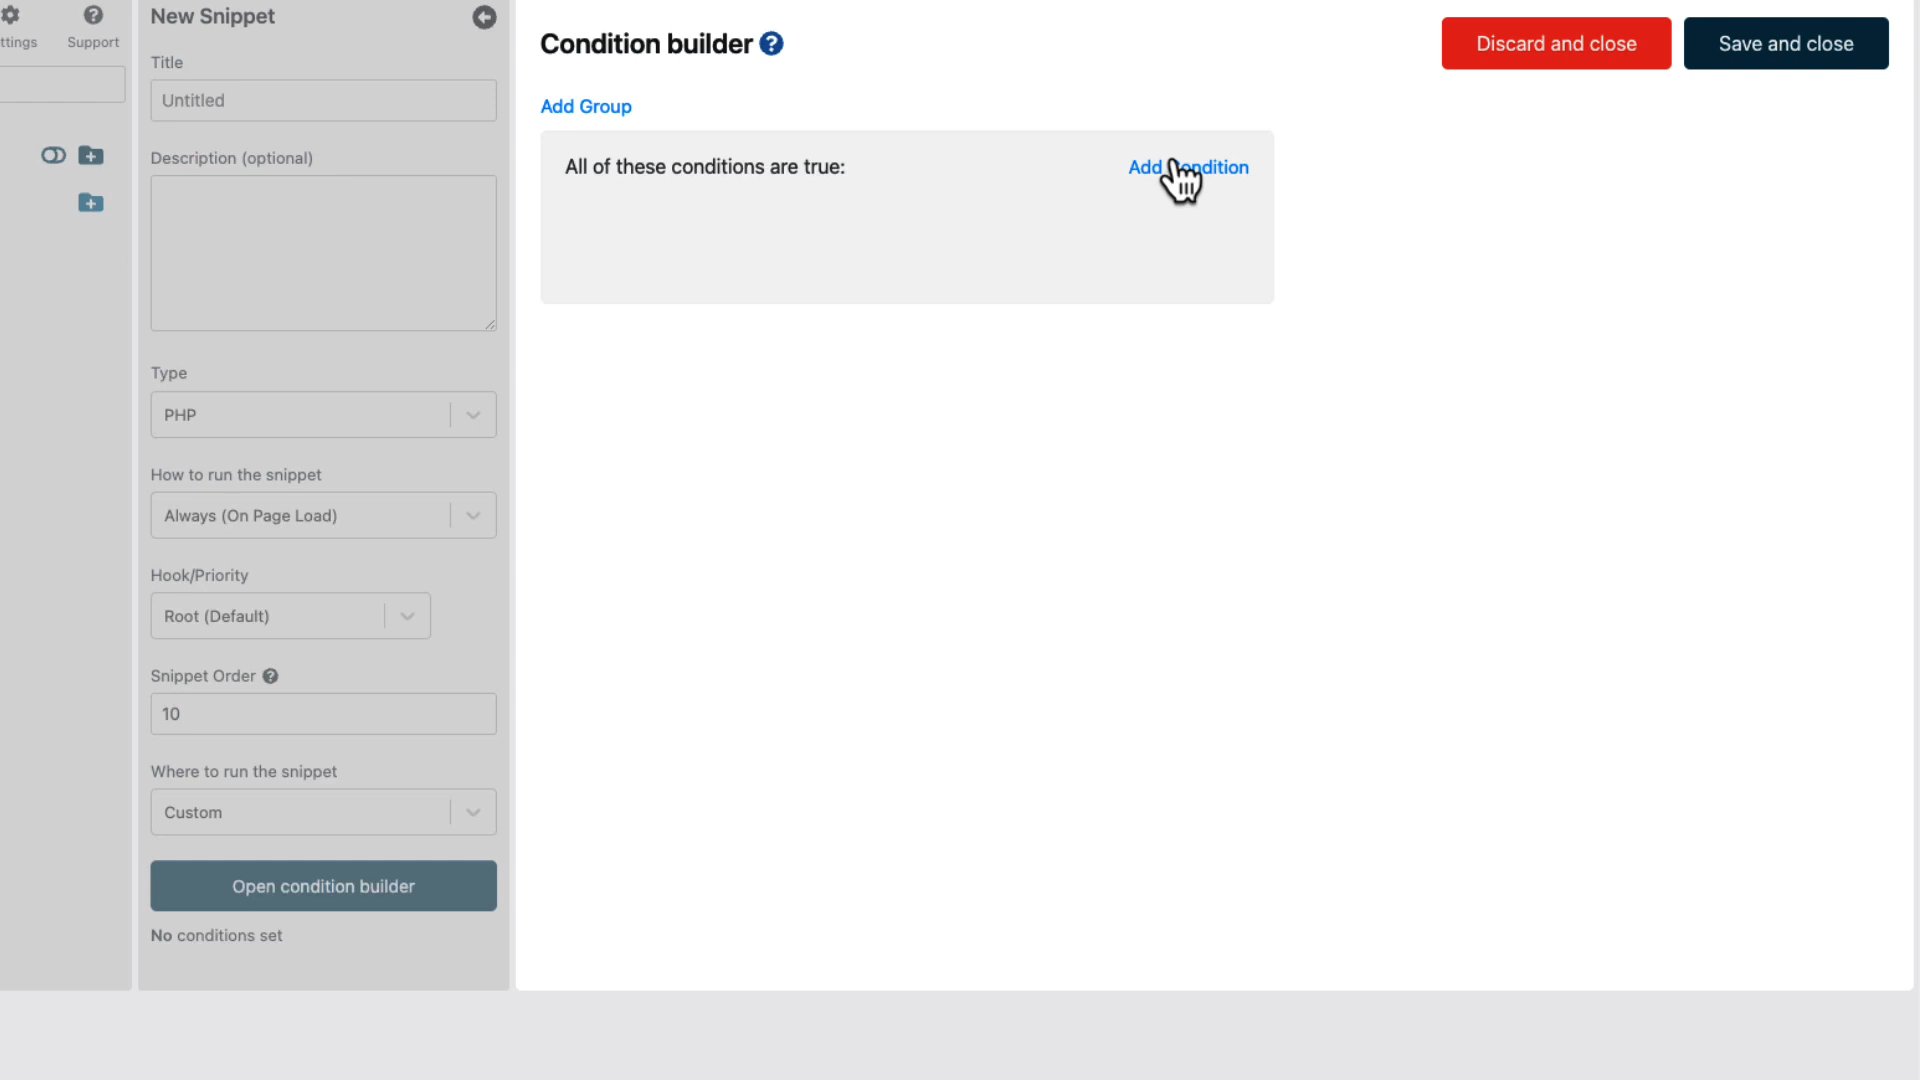 ttings
Support
New Snippet
Title
Untitled
Description (optional)
Type
PHP
How to run the snippet
Always (On Page Load)
Hook/Priority
Root (Default)
Snippet Order
10
Where to run the snippet
Custom
Open condition builder
No conditions set
Condition builder
Discard and close
Save and close
Add Group
All of these conditions are true:
Add Condition